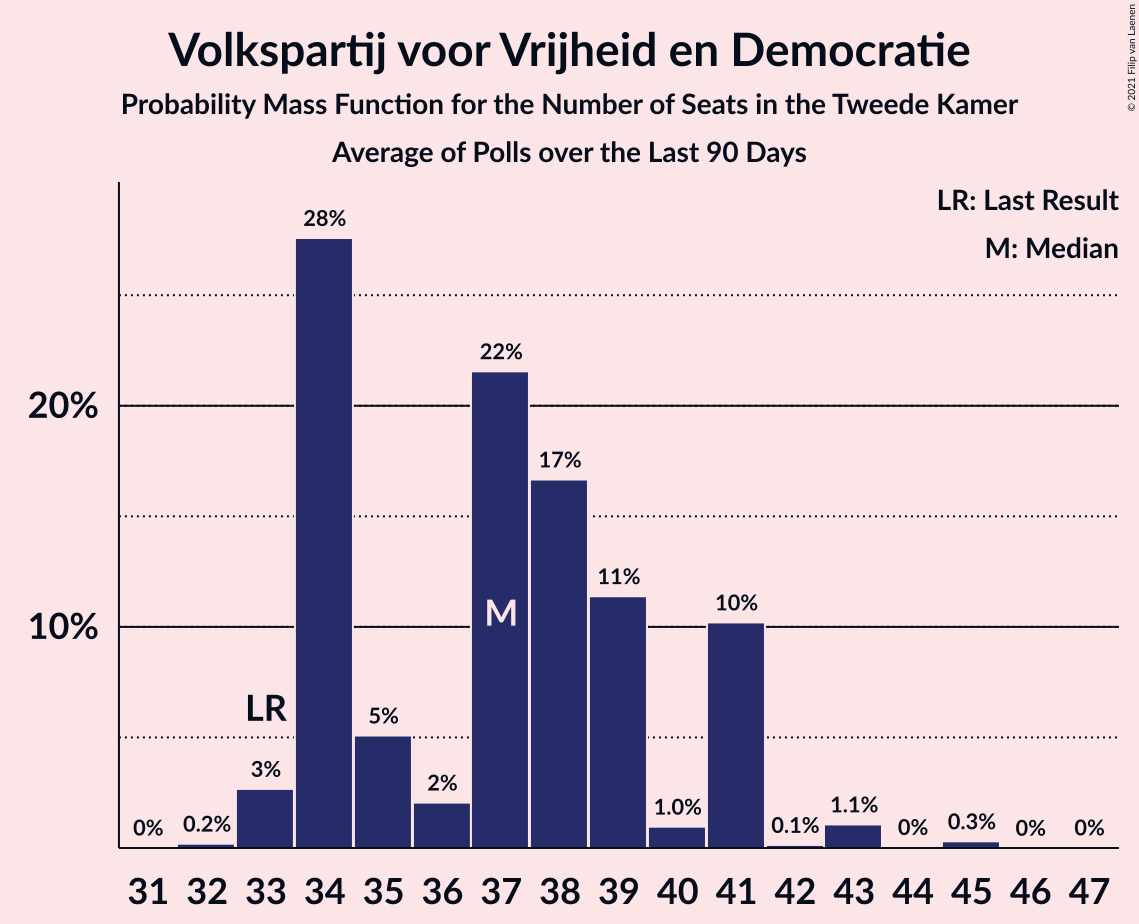 Volkspartij voor Vrijheid en Democratie
Probability Mass Function for the Number of Seats in the Tweede Kamer
Average of Polls over the Last 90 Days
© 2021 Filip van Laenen
LR: Last Result
M: Median
28%
22%
20%
17%
11%
10%
M
10%
LR
5%
3%
2%
1.0%
1.1%
0%
0.2%
0.1%
0%
0.3%
0%
0%
31 32 33 34 35 36 37 38 39 40 41 42 43 44 45 46 47